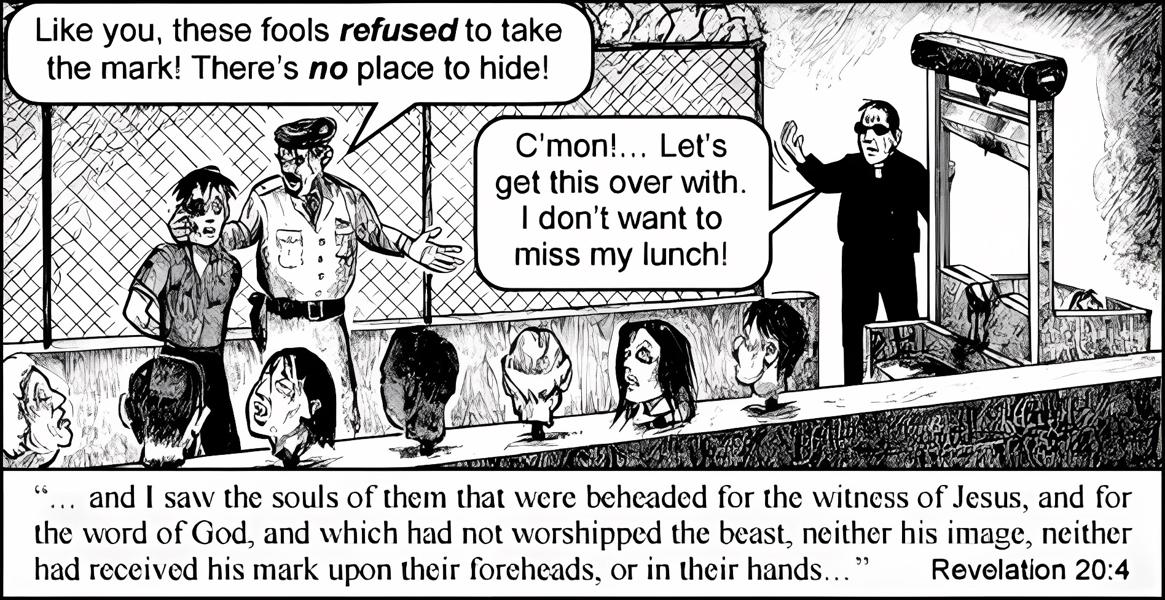 Like you, these fools refused to take
the mark! There's no place to hide!
C'mon!... Let's
get this over with.
I don't want to
miss my lunch!
“... and I saw the souls of them that were beheaded for the witness of Jesus, and for
the word of God, and which had not worshipped the beast, neither his image, neither
had received his mark upon their foreheads, or in their hands...” Revelation 20:4